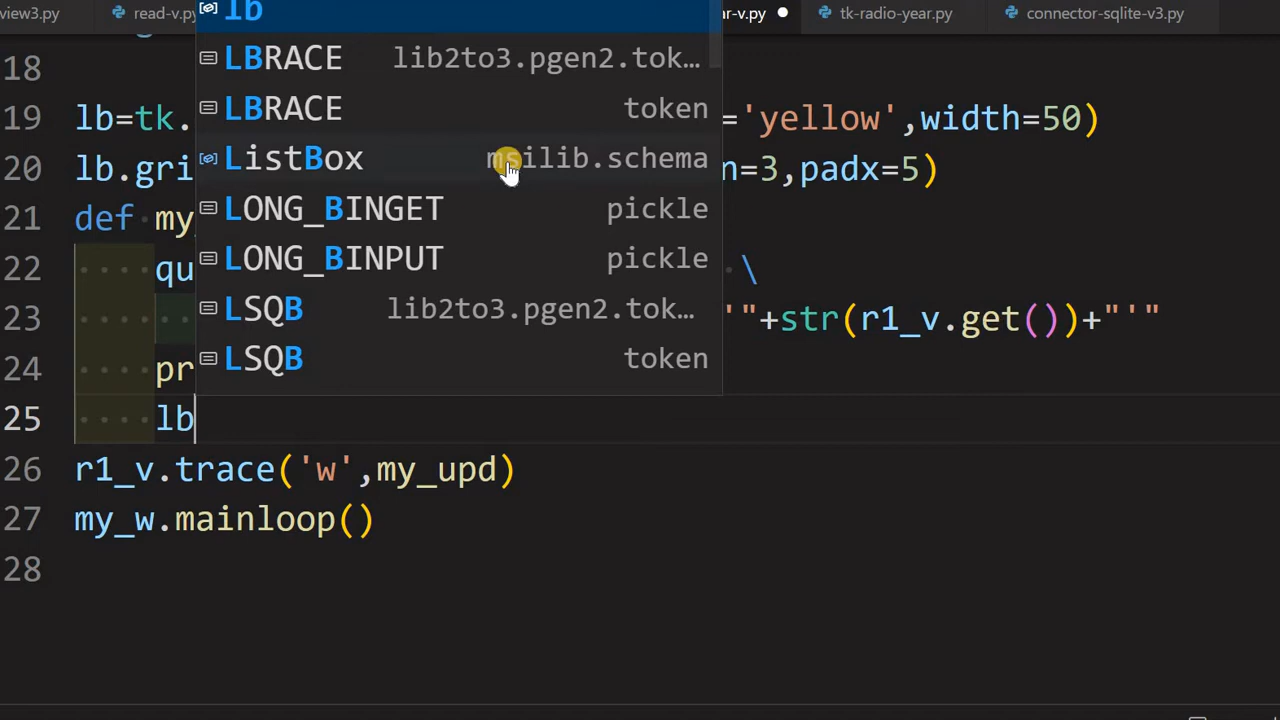 view3.py read-v.py r-v.py tk-radio-year.py connector-sqlite-v3.py
lb
18
LBRACE lib2to3.pgen2.tok…
LBRACE token
19 lb=tk. ='yellow',width=50)
ListBox msilib.schema
20 lb.gri n=3,padx=5)
LONG_BINGET pickle
21 def my
LONG_BINPUT pickle
22 qu \
LSQB lib2to3.pgen2.tok…
23 '"+str(r1_v.get())+"'"
LSQB token
24 pr
25 lb
26 r1_v.trace('w',my_upd)
27 my_w.mainloop()
28